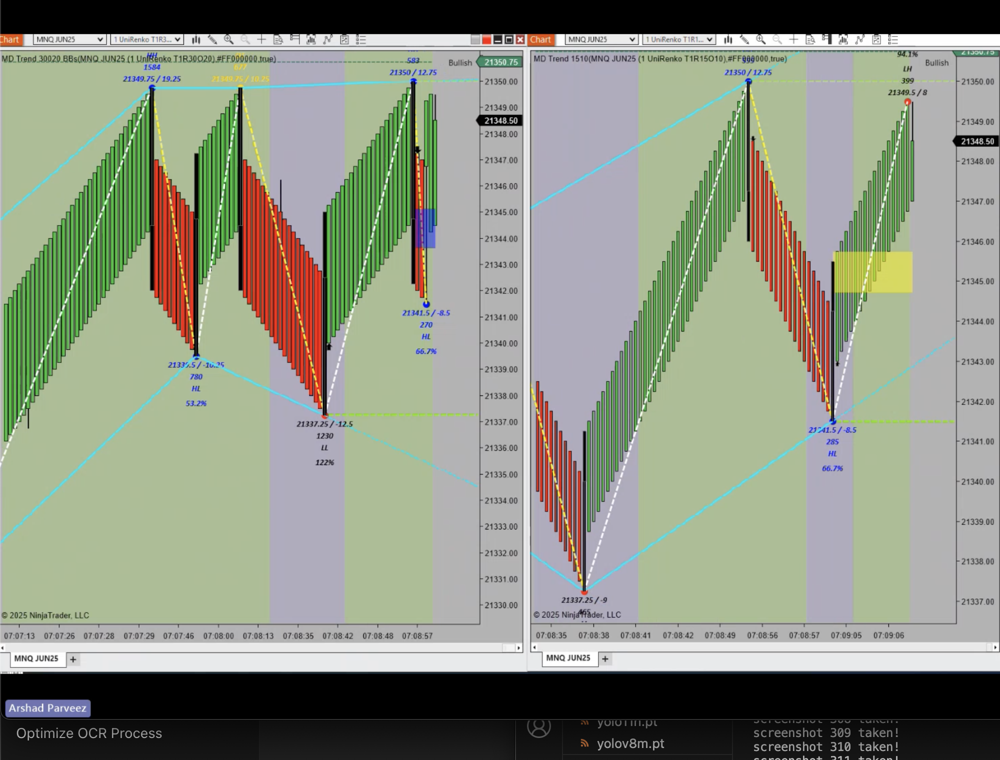 Chart
MNQ JUN25
1 UniRenko T1R3...
MD Trend 30020 BBs(MNQ JUN25 (1 UniRenko T1R30O20),#FF000000,true)
Bullish
HH
1584
21349.75 / 19.25
627
21349.75 / 10.25
583
21350 / 12.75
780
HL
53.2%
21337.25 / -12.5
1230
LL
122%
21341.5 / -8.5
270
HL
66.7%
21350.75
21350.00
21349.00
21348.50
21348.00
21347.00
21346.00
21345.00
21344.00
21343.00
21342.00
21341.00
21340.00
21339.00
21338.00
21337.00
21336.00
21335.00
21334.00
21333.00
21332.00
21331.00
21330.00
© 2025 NinjaTrader, LLC
07:07:13
07:07:26
07:07:28
07:07:29
07:07:46
07:08:00
07:08:13
07:08:35
07:08:42
07:08:48
07:08:57
MNQ JUN25
+
Chart
MNQ JUN25
1 UniRenko T1R1...
MD Trend 1510(MNQ JUN25 (1 UniRenko T1R15O10),#FF000000,true)
Bullish
21350 / 12.75
94.1%
LH
399
21349.5 / 8
21341.5 / -8.5
285
HL
66.7%
21337.25 / -9
21350.75
21350.00
21349.00
21348.50
21348.00
21347.00
21346.00
21345.00
21344.00
21343.00
21342.00
21341.00
21340.00
21339.00
21338.00
21337.00
© 2025 NinjaTrader, LLC
07:08:35
07:08:38
07:08:41
07:08:42
07:08:49
07:08:56
07:08:57
07:09:05
07:09:06
MNQ JUN25
+
Arshad Parveez
Optimize OCR Process
yolo11m.pt
yolov8m.pt
screenshot 308 taken!
screenshot 309 taken!
screenshot 310 taken!
screenshot 311 taken!